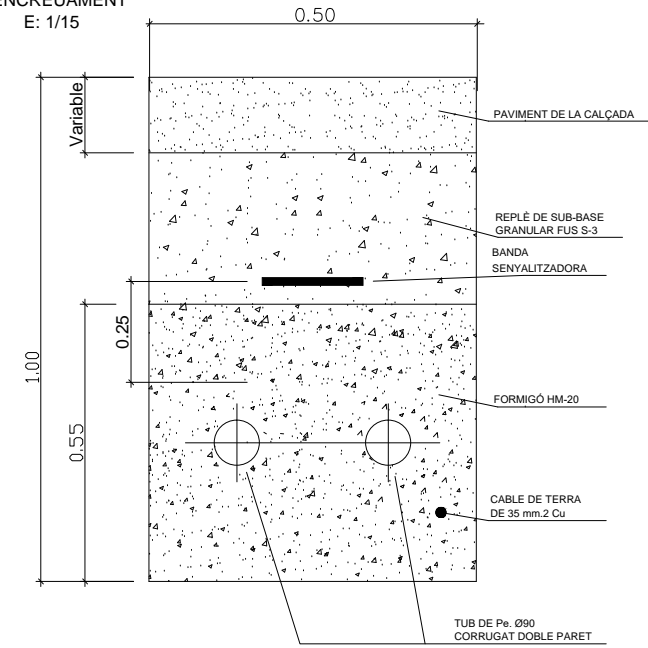 ENCREUAMENT
E: 1/15
0.50
Variable
PAVIMENT DE LA CALÇADA
REPLÈ DE SUB-BASE
GRANULAR FUS S-3
BANDA
SENYALITZADORA
0.25
1.00
0.55
FORMIGÓ HM-20
CABLE DE TERRA
DE 35 mm.2 Cu
TUB DE Pe. Ø90
CORRUGAT DOBLE PARET